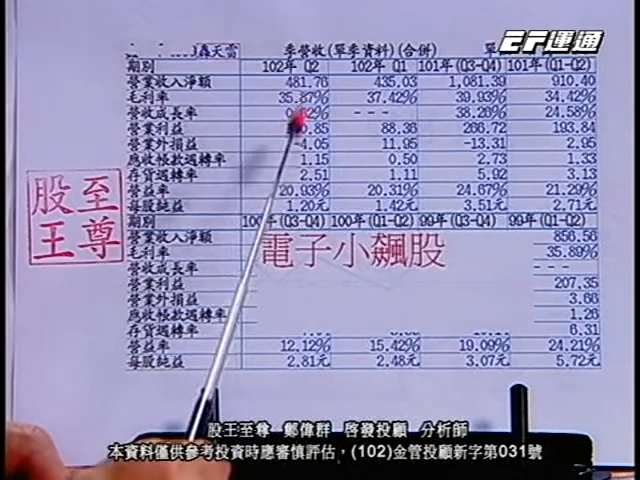 EF運通
轟天雷 季營收(單季資料)(合併)
期別 102年 Q2 102年 Q1 101年(Q3-Q4) 101年(Q1-Q2)
營業收入淨額 481.76 435.03 1,081.39 910.40
毛利率 35.87% 37.42% 39.93% 34.42%
營收成長率 --- 38.26% 24.58%
營業利益 88.36 266.72 193.84
營業外損益 -4.05 11.95 -13.31 2.95
應收帳款週轉率 1.15 0.50 2.73 1.33
存貨週轉率 2.51 1.11 5.92 3.13
營益率 20.93% 20.31% 24.67% 21.29%
每股純益 1.20元 1.42元 3.51元 2.71元
期別 100年(Q3-Q4) 100年(Q1-Q2) 99年(Q3-Q4) 99年(Q1-Q2)
營業收入淨額 856.56
毛利率 35.89%
營收成長率 ---
營業利益 207.35
營業外損益 3.66
應收帳款週轉率 1.26
存貨週轉率 6.31
營益率 12.12% 15.42% 19.09% 24.21%
每股純益 2.81元 2.48元 3.07元 5.72元
電子小飆股
至尊
股王
股王至尊 鄭偉群 啓發投顧 分析師
本資料僅供參考投資時應審慎評估,(102)金管投顧新字第031號